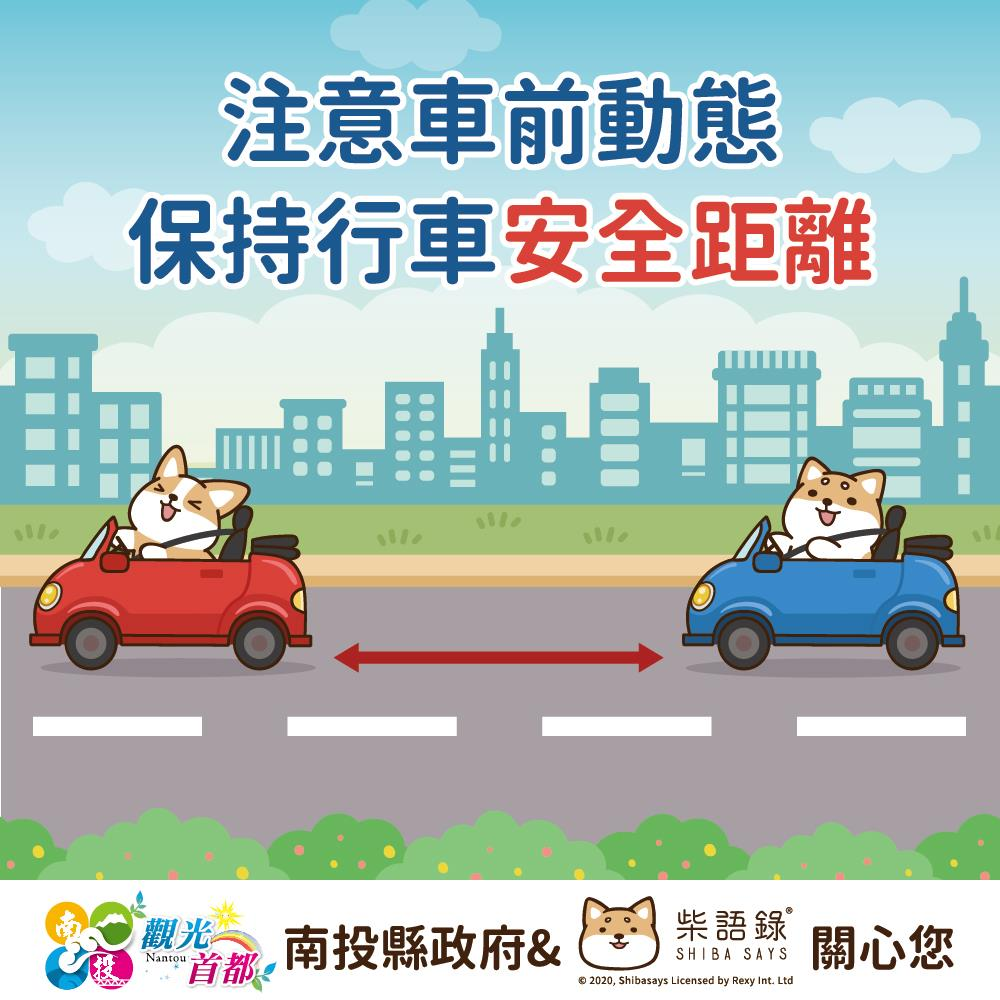 注意車前動態
保持行車安全距離
南投
觀光
Nantou
首都
南投縣政府&
柴語錄®
SHIBA SAYS
© 2020, Shibasays Licensed by Rexy Int. Ltd
關心您